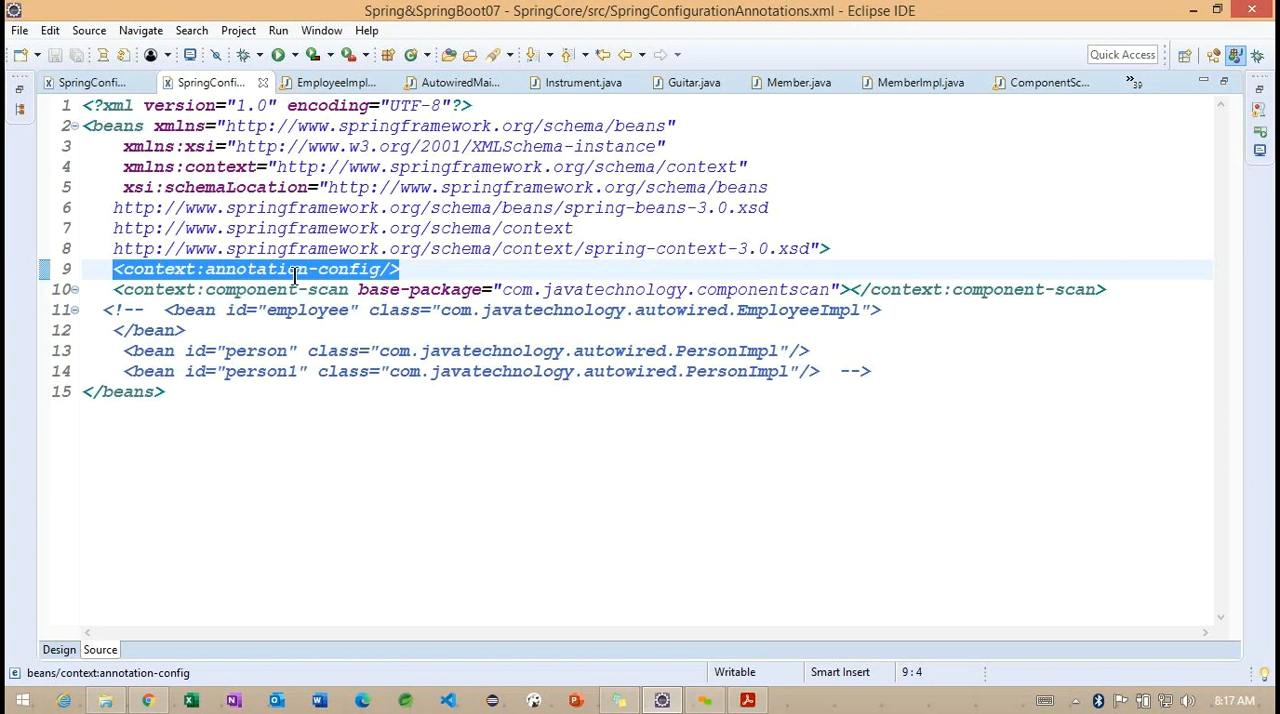 Spring&SpringBoot07 - SpringCore/src/SpringConfigurationAnnotations.xml - Eclipse IDE
File Edit Source Navigate Search Project Run Window Help
Quick Access
SpringConfi... SpringConfi... EmployeeImpl... AutowiredMai... Instrument.java Guitar.java Member.java MemberImpl.java ComponentSc... »39
1 <?xml version="1.0" encoding="UTF-8"?>
2 <beans xmlns="http://www.springframework.org/schema/beans"
3 xmlns:xsi="http://www.w3.org/2001/XMLSchema-instance"
4 xmlns:context="http://www.springframework.org/schema/context"
5 xsi:schemaLocation="http://www.springframework.org/schema/beans
6 http://www.springframework.org/schema/beans/spring-beans-3.0.xsd
7 http://www.springframework.org/schema/context
8 http://www.springframework.org/schema/context/spring-context-3.0.xsd">
9 <context:annotation-config/>
10 <context:component-scan base-package="com.javatechnology.componentscan"></context:component-scan>
11 <!-- <bean id="employee" class="com.javatechnology.autowired.EmployeeImpl">
12 </bean>
13 <bean id="person" class="com.javatechnology.autowired.PersonImpl"/>
14 <bean id="person1" class="com.javatechnology.autowired.PersonImpl"/> -->
15 </beans>
Design Source
beans/context:annotation-config Writable Smart Insert 9 : 4
8:17 AM